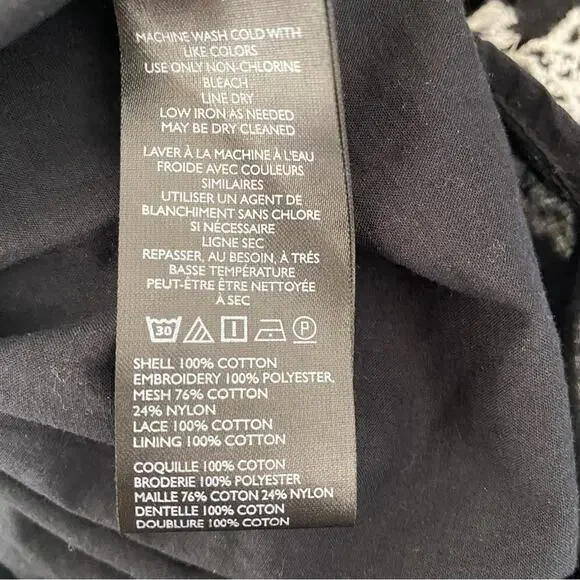 MACHINE WASH COLD WITH
LIKE COLORS
USE ONLY NON-CHLORINE
BLEACH
LINE DRY
LOW IRON AS NEEDED
MAY BE DRY CLEANED
LAVER À LA MACHINE À L'EAU
FROIDE AVEC COULEURS
SIMILAIRES
UTILISER UN AGENT DE
BLANCHIMENT SANS CHLORE
SI NÉCESSAIRE
LIGNE SEC
REPASSER, AU BESOIN, À TRÉS
BASSE TEMPÉRATURE
PEUT-ÊTRE ÊTRE NETTOYÉE
À SEC
30 P
SHELL 100% COTTON
EMBROIDERY 100% POLYESTER,
MESH 76% COTTON
24% NYLON
LACE 100% COTTON
LINING 100% COTTON
COQUILLE 100% COTON
BRODERIE 100% POLYESTER
MAILLE 76% COTON 24% NYLON
DENTELLE 100% COTON
DOUBLURE 100% COTON